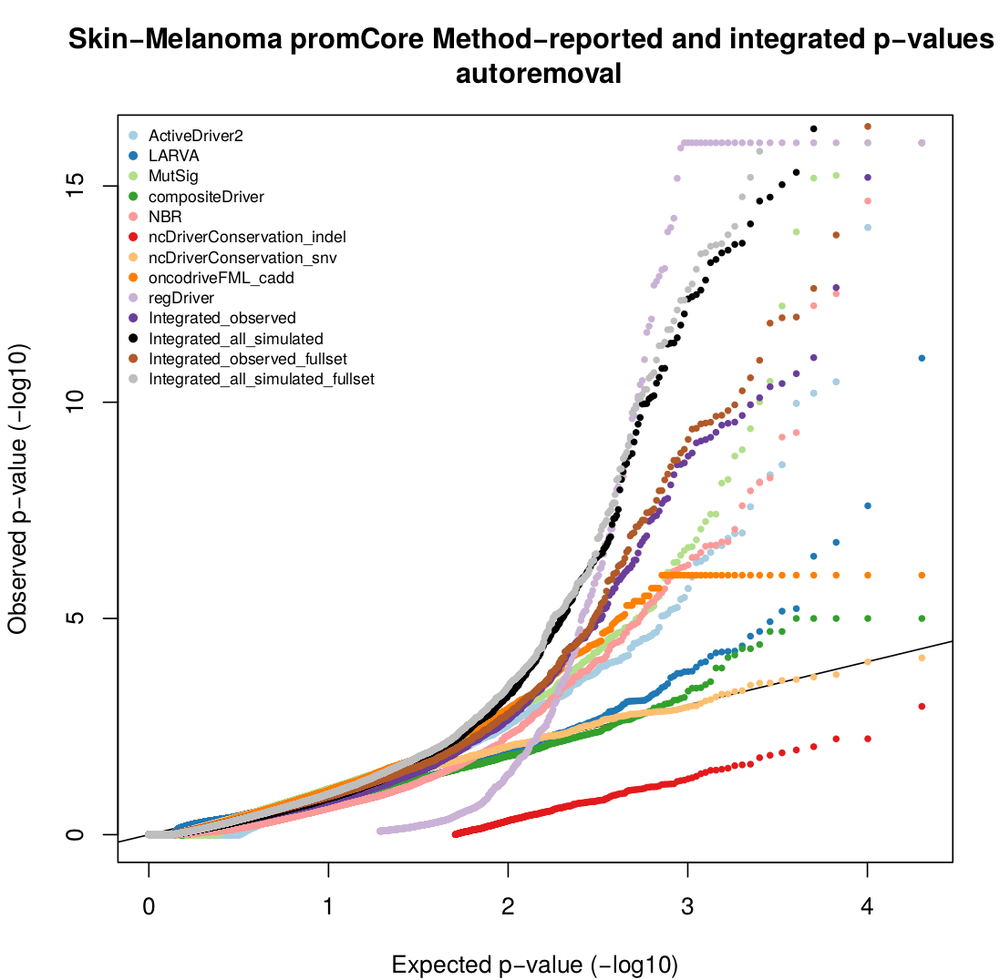 Skin−Melanoma promCore Method−reported and integrated p−values
autoremoval
ActiveDriver2
LARVA
MutSig
compositeDriver
NBR
ncDriverConservation_indel
ncDriverConservation_snv
oncodriveFML_cadd
regDriver
Integrated_observed
Integrated_all_simulated
Integrated_observed_fullset
Integrated_all_simulated_fullset
Observed p−value (−log10)
15
10
5
0
0 1 2 3 4
Expected p−value (−log10)